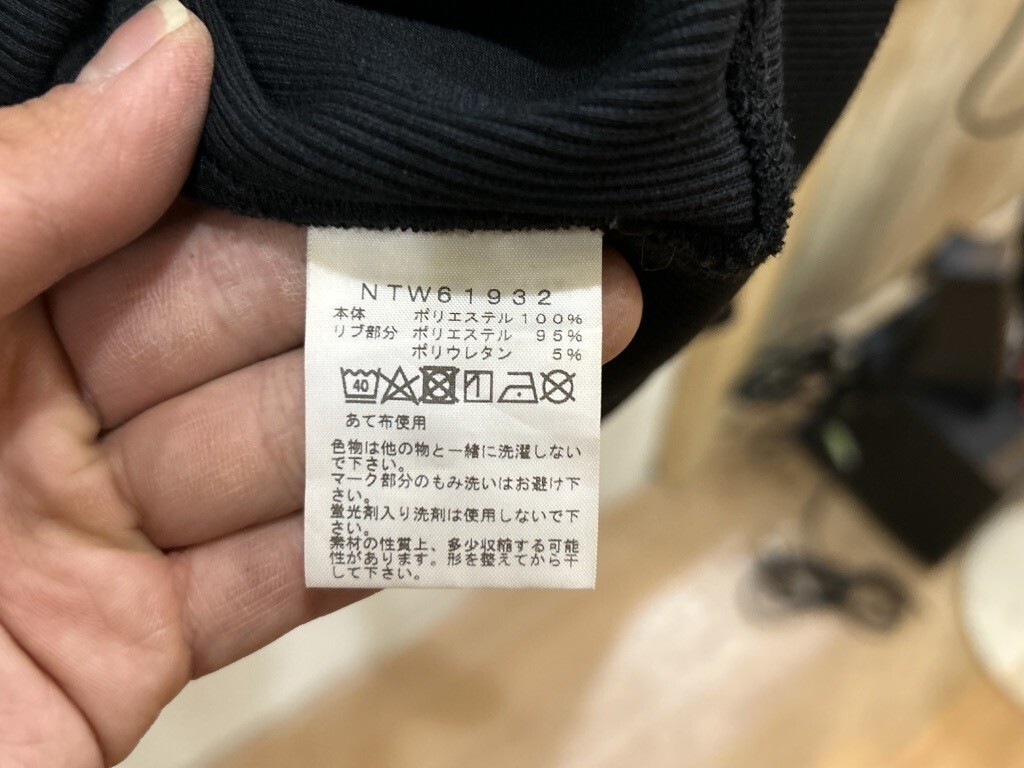 NTW61932
本体 ポリエステル100%
リブ部分 ポリエステル 95%
ポリウレタン 5%
40 40
あて布使用
色物は他の物と一緒に洗濯しない
で下さい。
マーク部分のもみ洗いはお避け下
さい。
蛍光剤入り洗剤は使用しないで下
さい。
素材の性質上、多少収縮する可能
性があります。形を整えてから干
して下さい。